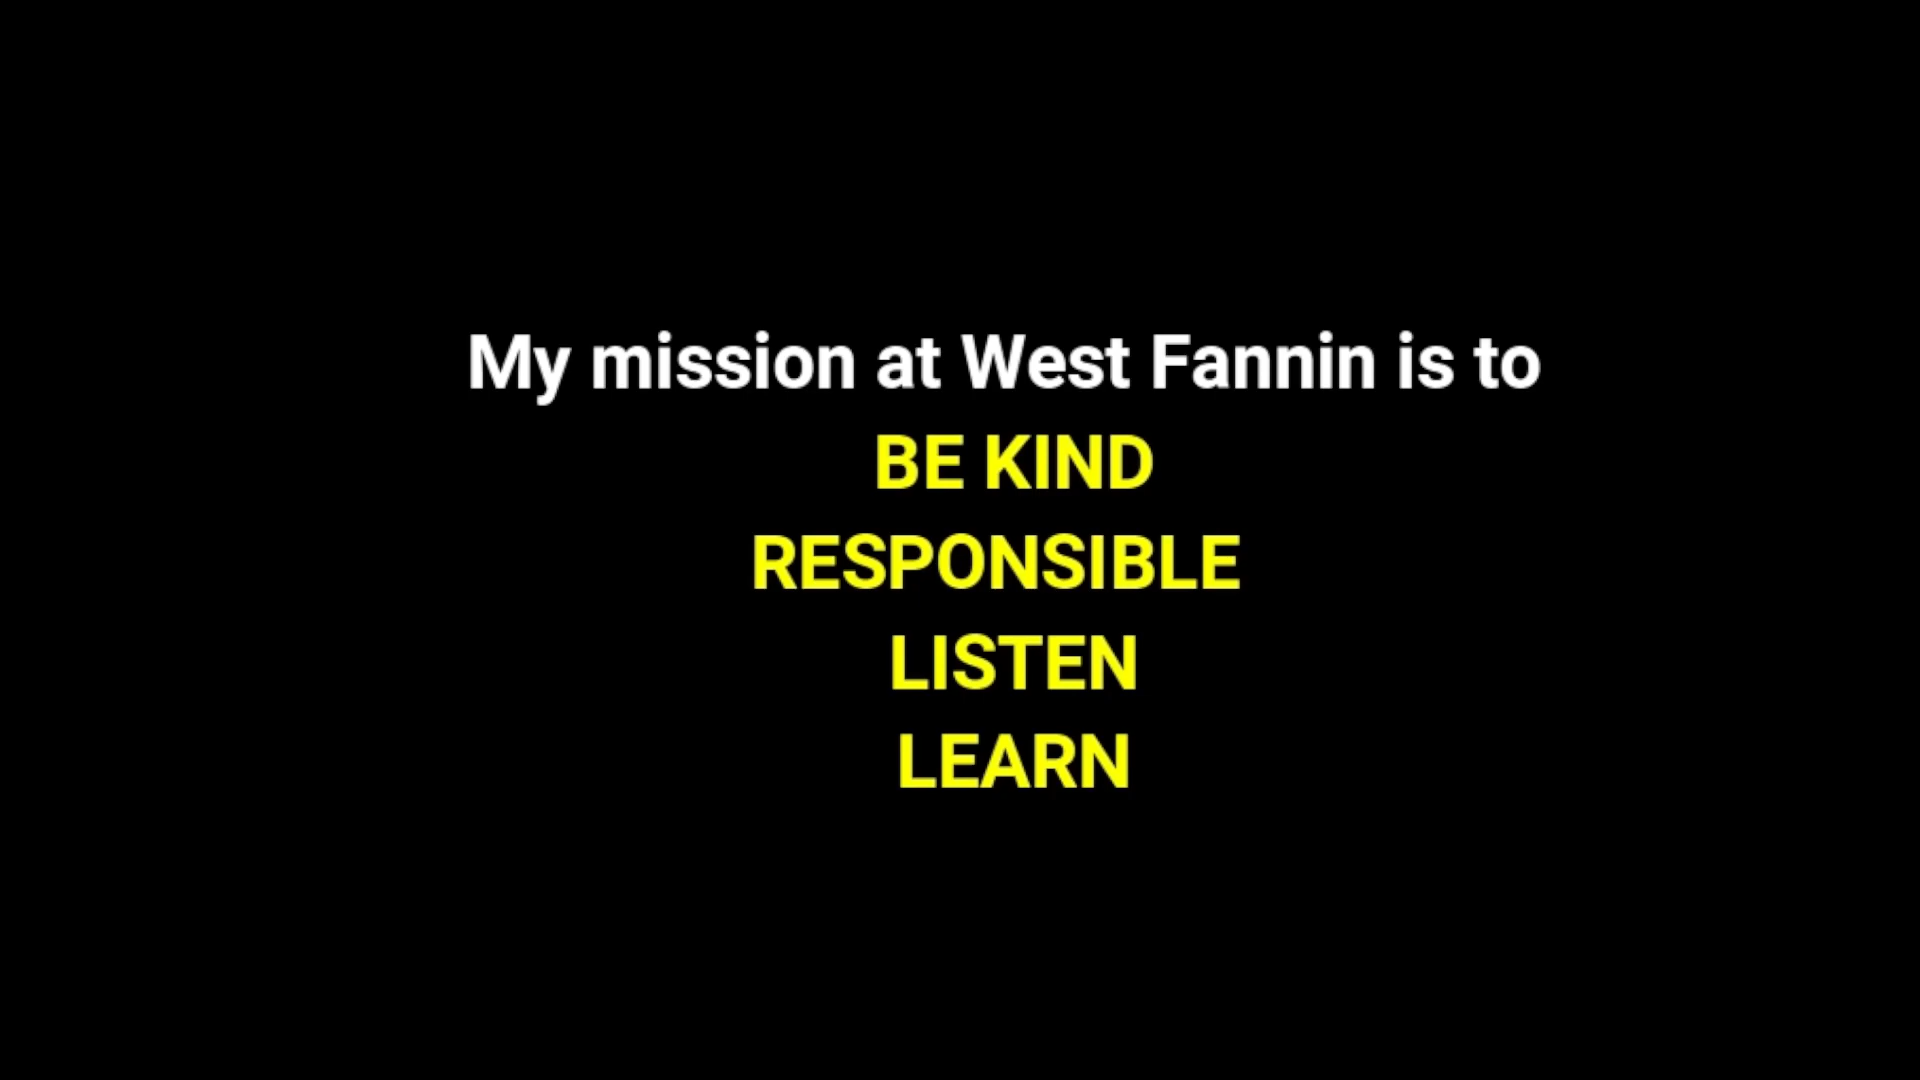 My mission at West Fannin is to
BE KIND
RESPONSIBLE
LISTEN
LEARN